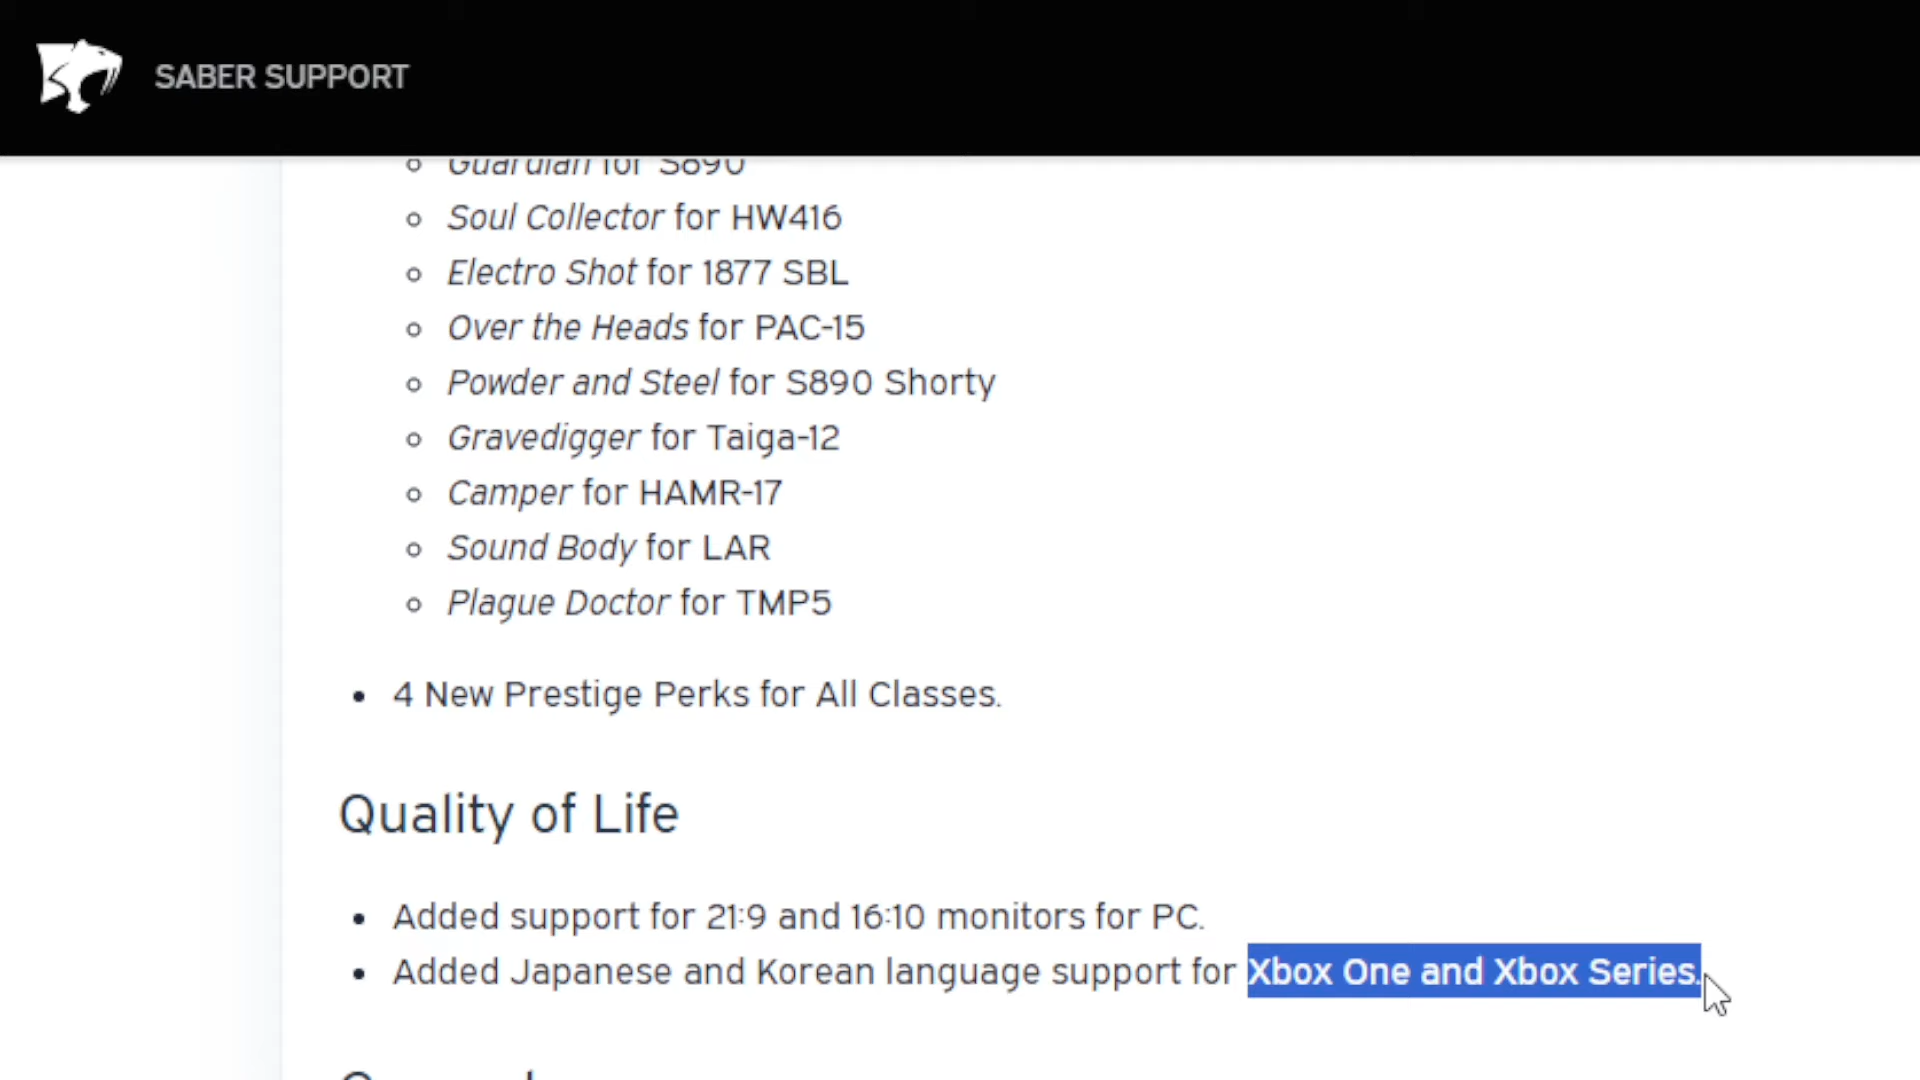 SABER SUPPORT
Guardian for S890
Soul Collector for HW416
Electro Shot for 1877 SBL
Over the Heads for PAC-15
Powder and Steel for S890 Shorty
Gravedigger for Taiga-12
Camper for HAMR-17
Sound Body for LAR
Plague Doctor for TMP5
4 New Prestige Perks for All Classes.
Quality of Life
Added support for 21:9 and 16:10 monitors for PC.
Added Japanese and Korean language support for Xbox One and Xbox Series.